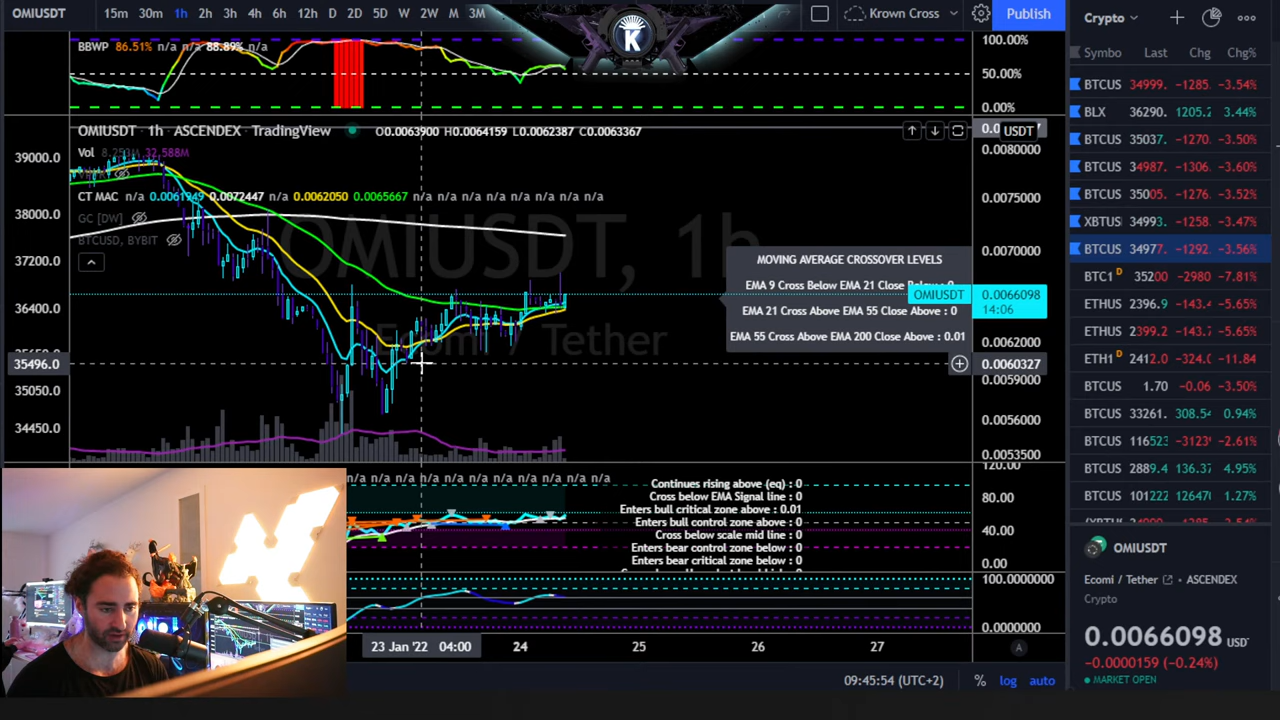 OMIUSDT 15m 30m 1h 2h 3h 4h 6h 12h D 2D 5D W 2W M 3M
K
Krown Cross
Publish
Crypto
BBWP 86.51% n/a n/a 88.89% n/a
100.00%
50.00%
0.00%
OMIUSDT · 1h · ASCENDEX · TradingView
O0.0063900 H0.0064159 L0.0062387 C0.0063367
USDT
Vol 32.588M
CT MAC n/a 0.0061949 0.0072447 n/a 0.0062050 0.0065667 n/a n/a n/a n/a n/a n/a n/a n/a
GC [DW]
BTCUSD, BYBIT
OMIUSDT, 1h
Ecomi / Tether
39000.0
38000.0
37200.0
36400.0
35496.0
35050.0
34450.0
0.0080000
0.0075000
0.0070000
OMIUSDT
0.0066098
14:06
0.0062000
0.0060327
0.0059000
0.0056000
0.0053500
MOVING AVERAGE CROSSOVER LEVELS
EMA 9 Cross Below EMA 21 Close
EMA 21 Cross Above EMA 55 Close Above : 0
EMA 55 Cross Above EMA 200 Close Above : 0.01
n/a n/a n/a n/a n/a n/a n/a n/a n/a n/a n/a
120.00
80.00
40.00
0.00
Continues rising above (eq) : 0
Cross below EMA Signal line : 0
Enters bull critical zone above : 0.01
Enters bull control zone above : 0
Cross below scale mid line : 0
Enters bear control zone below : 0
Enters bear critical zone below : 0
100.0000000
0.0000000
23 Jan '22 04:00 24 25 26 27
A
09:45:54 (UTC+2) % log auto
Symbo Last Chg Chg%
BTCUS 34999. -1285. -3.54%
BLX 36290. 1205.2 3.44%
BTCUS 35037. -1270. -3.50%
BTCUS 34987. -1306. -3.60%
BTCUS 35005. -1276. -3.52%
XBTUS 34993. -1258. -3.47%
BTCUS 34977. -1292. -3.56%
BTC1 D 35200 -2980 -7.81%
ETHUS 2396.9 -143.4 -5.65%
ETHUS 2399.2 -143.7 -5.65%
ETH1 D 2412.0 -324.0 -11.84
BTCUS 1.70 -0.06 -3.50%
BTCUS 33261. 308.54 0.94%
BTCUS 116523 -3123 -2.61%
BTCUS 2889.4 136.37 4.95%
BTCUS 101222 126470 1.27%
OMIUSDT
Ecomi / Tether · ASCENDEX
Crypto
0.0066098 USD
-0.0000159 (-0.24%)
MARKET OPEN